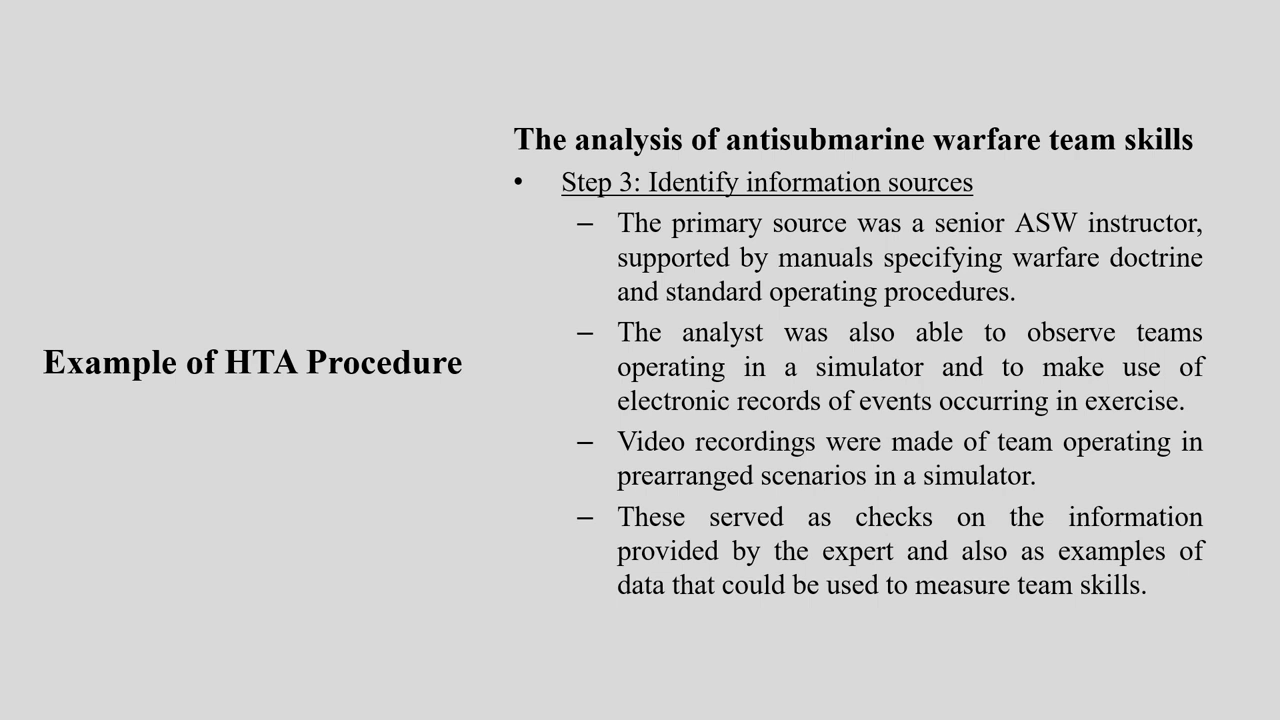 Example of HTA Procedure
The analysis of antisubmarine warfare team skills
• Step 3: Identify information sources
– The primary source was a senior ASW instructor,
supported by manuals specifying warfare doctrine
and standard operating procedures.
– The analyst was also able to observe teams
operating in a simulator and to make use of
electronic records of events occurring in exercise.
– Video recordings were made of team operating in
prearranged scenarios in a simulator.
– These served as checks on the information
provided by the expert and also as examples of
data that could be used to measure team skills.